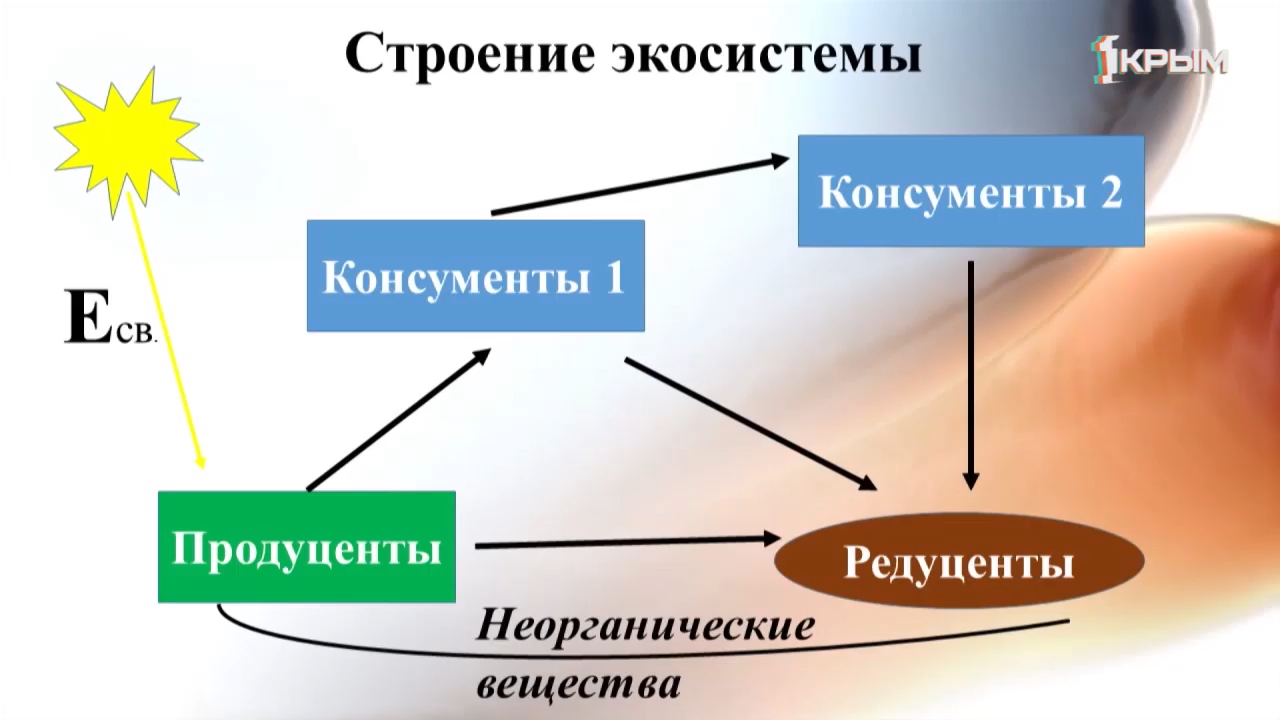 Строение экосистемы
1КРЫМ
Консументы 2
Консументы 1
Eсв.
Продуценты
Редуценты
Неорганические
вещества